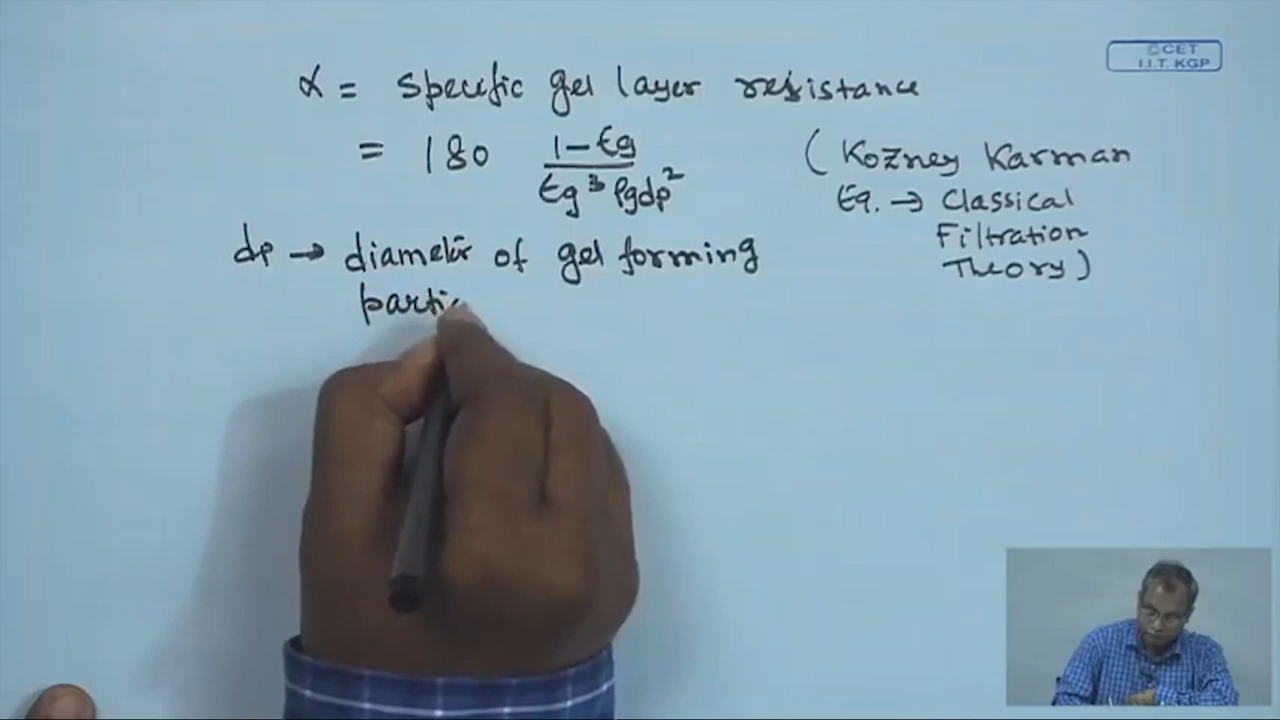 ©CET
I.I.T. KGP
α = specific gel layer resistance
= 180 (1-εg)/(εg³ ρg dp²)
(Kozney Karman
Eq. → Classical
Filtration
Theory)
dp → diameter of gel forming
partic